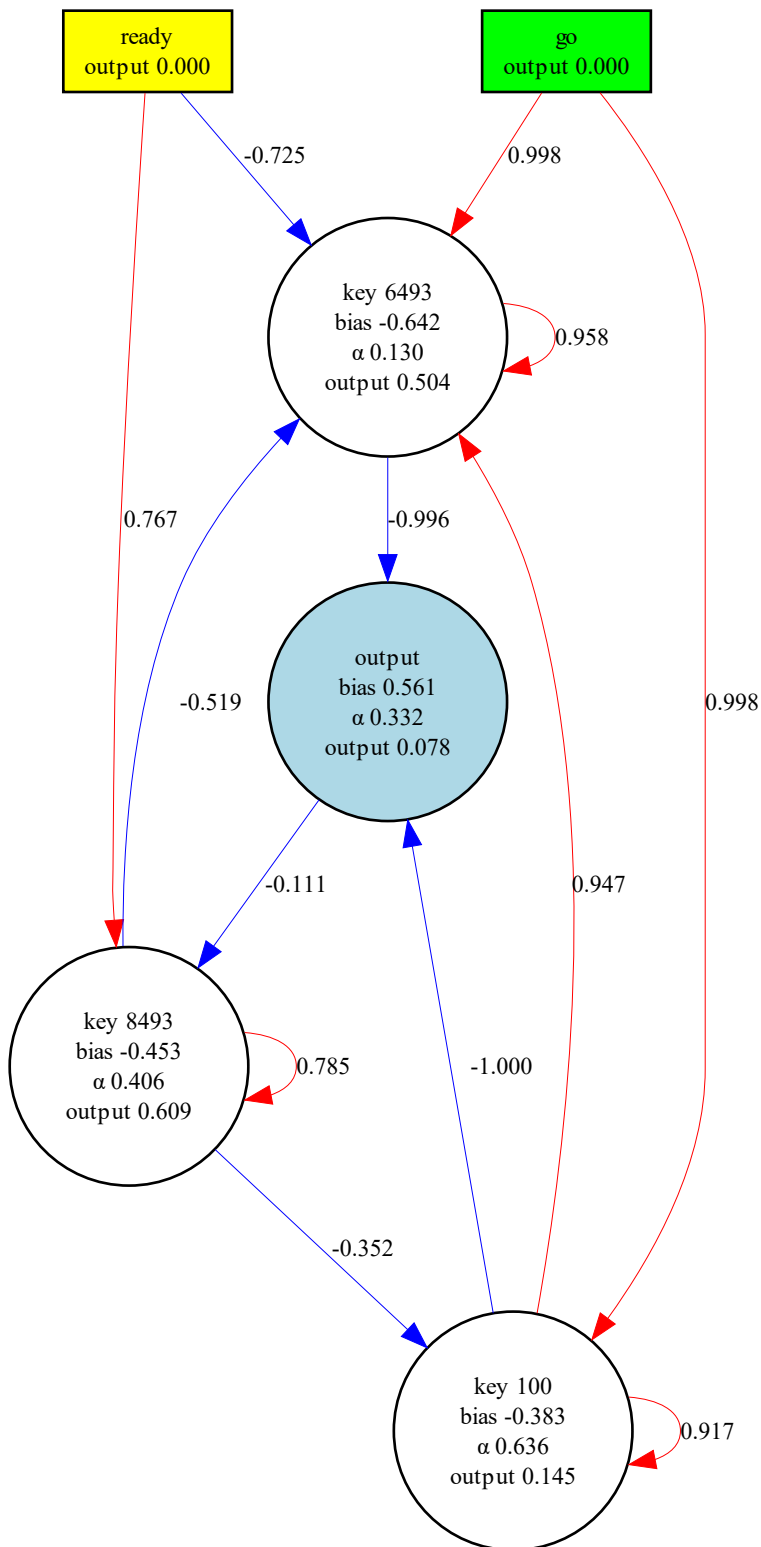 ready
output 0.000
go
output 0.000
-0.725
0.998
key 6493
bias -0.642
α 0.130
output 0.504
0.958
0.767
-0.996
output
bias 0.561
α 0.332
output 0.078
-0.519
0.998
-0.111
0.947
key 8493
bias -0.453
α 0.406
output 0.609
0.785
-1.000
-0.352
key 100
bias -0.383
α 0.636
output 0.145
0.917